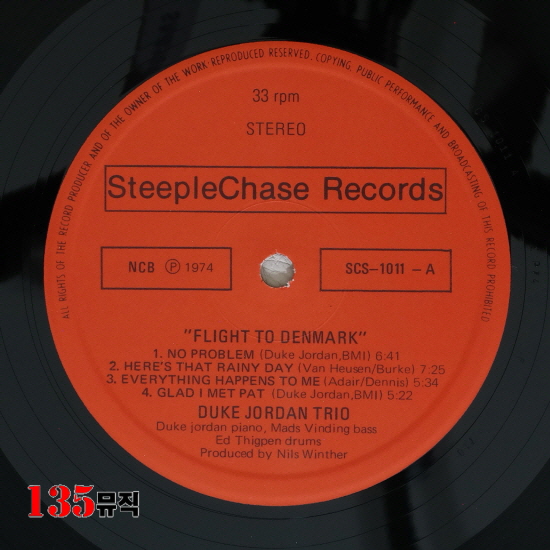 ALL RIGHTS OF THE RECORD PRODUCER AND OF THE OWNER OF THE WORK REPRODUCED RESERVED. COPYING, PUBLIC PERFORMANCE AND BROADCASTING OF THIS RECORD PROHIBITED
33 rpm
STEREO
SteepleChase Records
NCB Ⓟ 1974
SCS-1011 - A
"FLIGHT TO DENMARK"
1. NO PROBLEM (Duke Jordan,BMI) 6:41
2. HERE'S THAT RAINY DAY (Van Heusen/Burke) 7:25
3. EVERYTHING HAPPENS TO ME (Adair/Dennis) 5:34
4. GLAD I MET PAT (Duke Jordan,BMI) 5:22
DUKE JORDAN TRIO
Duke jordan piano, Mads Vinding bass
Ed Thigpen drums
Produced by Nils Winther
135뮤직